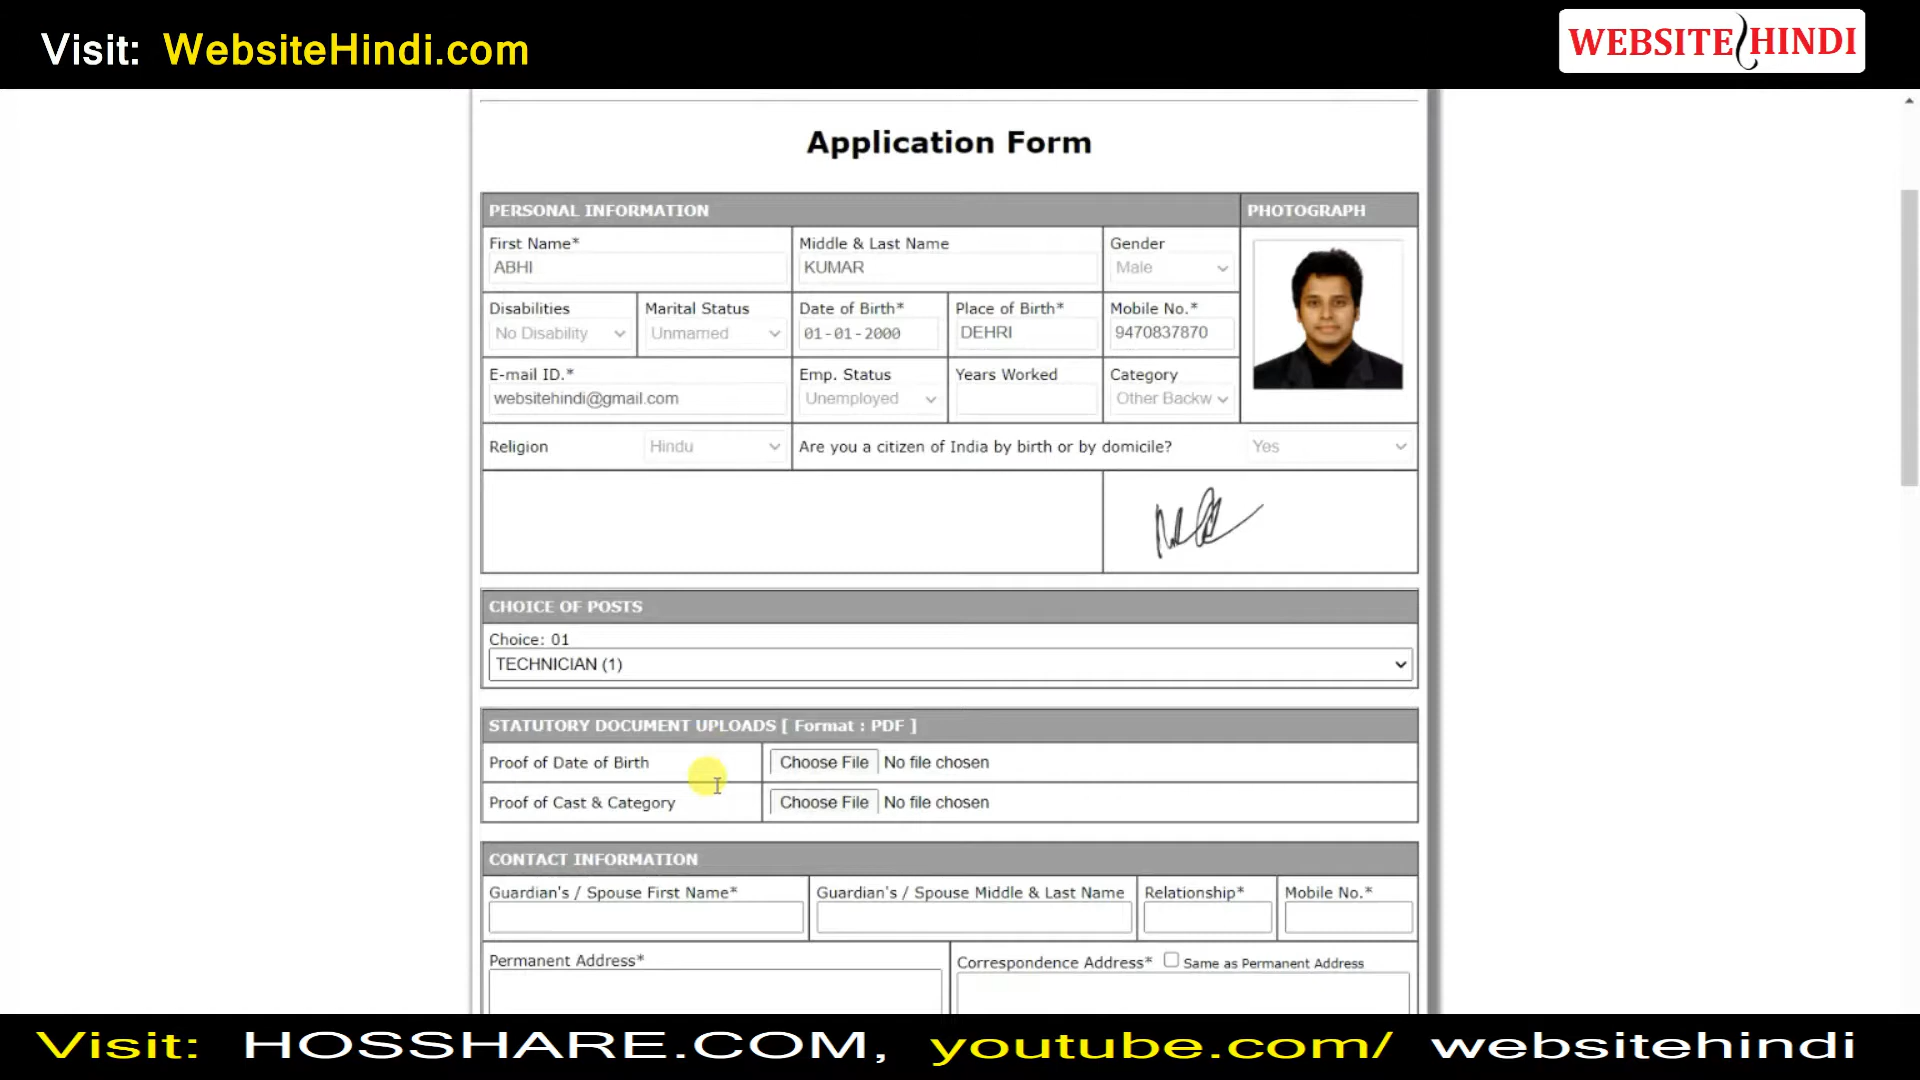 Visit: WebsiteHindi.com
WEBSITE HINDI
Application Form
PERSONAL INFORMATION PHOTOGRAPH
First Name* Middle & Last Name Gender
ABHI KUMAR Male
Disabilities Marital Status Date of Birth* Place of Birth* Mobile No.*
No Disability Unmarried 01-01-2000 DEHRI 9470837870
E-mail ID.* Emp. Status Years Worked Category
websitehindi@gmail.com Unemployed Other Backw
Religion Hindu Are you a citizen of India by birth or by domicile? Yes
CHOICE OF POSTS
Choice: 01
TECHNICIAN (1)
STATUTORY DOCUMENT UPLOADS [ Format : PDF ]
Proof of Date of Birth Choose File No file chosen
Proof of Cast & Category Choose File No file chosen
CONTACT INFORMATION
Guardian's / Spouse First Name* Guardian's / Spouse Middle & Last Name Relationship* Mobile No.*
Permanent Address* Correspondence Address* Same as Permanent Address
Visit: HOSSHARE.COM, youtube.com/ websitehindi